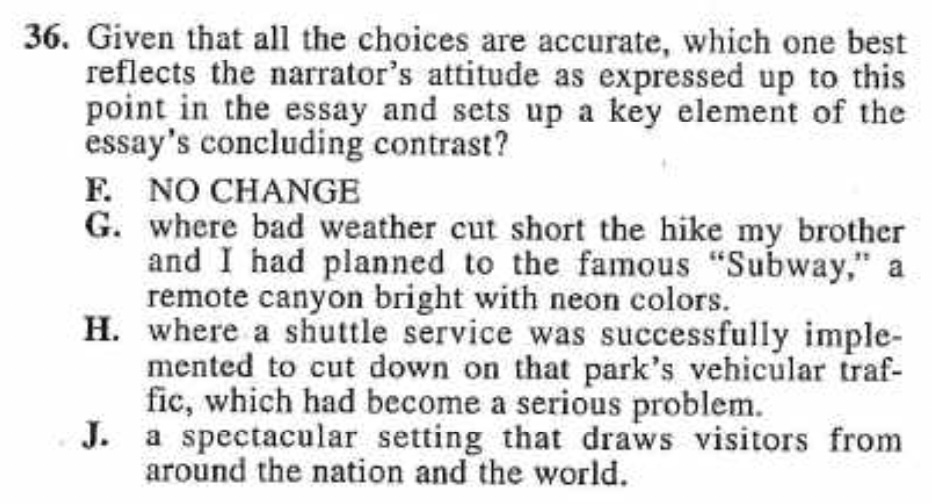 36. Given that all the choices are accurate, which one best
reflects the narrator's attitude as expressed up to this
point in the essay and sets up a key element of the
essay's concluding contrast?
F. NO CHANGE
G. where bad weather cut short the hike my brother
and I had planned to the famous "Subway," a
remote canyon bright with neon colors.
H. where a shuttle service was successfully imple-
mented to cut down on that park's vehicular traf-
fic, which had become a serious problem.
J. a spectacular setting that draws visitors from
around the nation and the world.